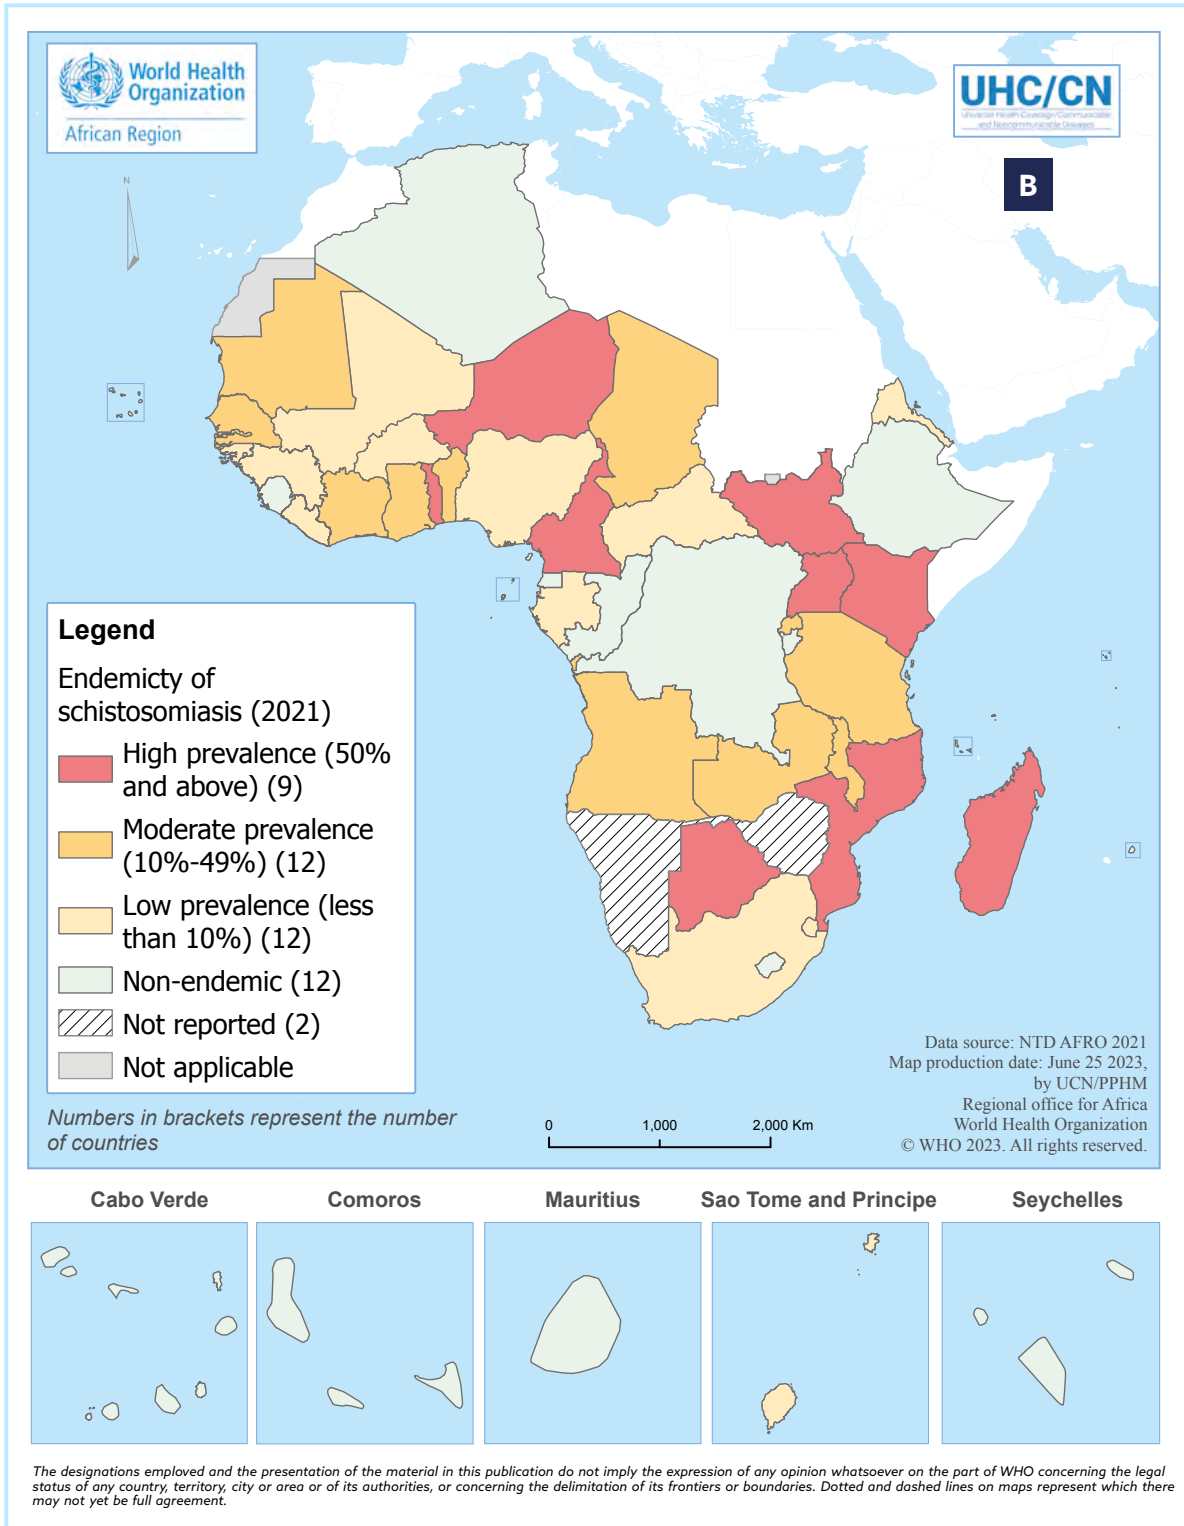 World Health
Organization
African Region
UHC/CN
Universal Health Coverage/Communicable
and Noncommunicable Diseases
B
N
Legend
Endemicty of
schistosomiasis (2021)
High prevalence (50%
and above) (9)
Moderate prevalence
(10%-49%) (12)
Low prevalence (less
than 10%) (12)
Non-endemic (12)
Not reported (2)
Not applicable
Numbers in brackets represent the number
of countries
0 1,000 2,000 Km
Data source: NTD AFRO 2021
Map production date: June 25 2023,
by UCN/PPHM
Regional office for Africa
World Health Organization
© WHO 2023. All rights reserved.
Cabo Verde
Comoros
Mauritius
Sao Tome and Principe
Seychelles
The designations employed and the presentation of the material in this publication do not imply the expression of any opinion whatsoever on the part of WHO concerning the legal
status of any country, territory, city or area or of its authorities, or concerning the delimitation of its frontiers or boundaries. Dotted and dashed lines on maps represent which there
may not yet be full agreement.